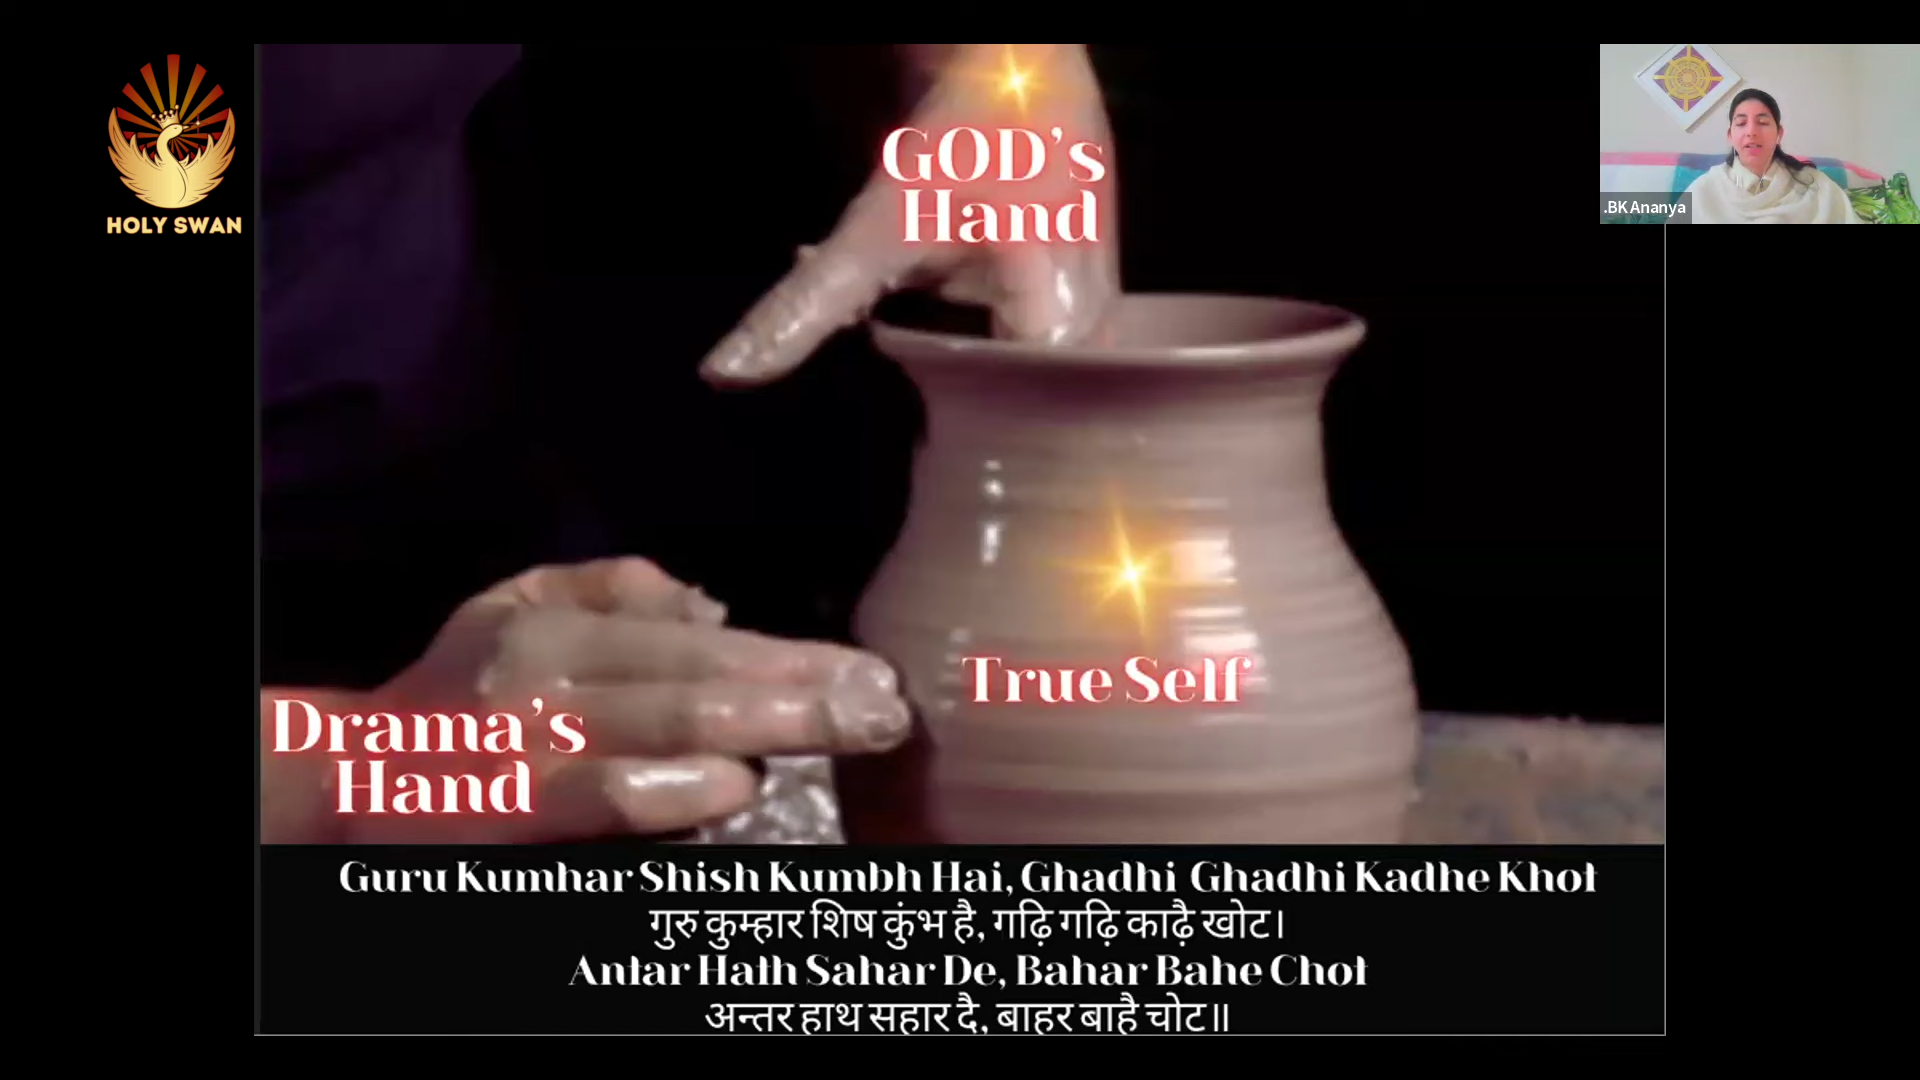 HOLY SWAN
GOD's
Hand
.BK Ananya
True Self
Drama's
Hand
Guru Kumhar Shish Kumbh Hai, Ghadhi Ghadhi Kadhe Khot
गुरु कुम्हार शिष कुंभ है, गढ़ि गढ़ि काढ़ै खोट।
Antar Hath Sahar De, Bahar Bahe Chot
अन्तर हाथ सहार दै, बाहर बाहै चोट॥